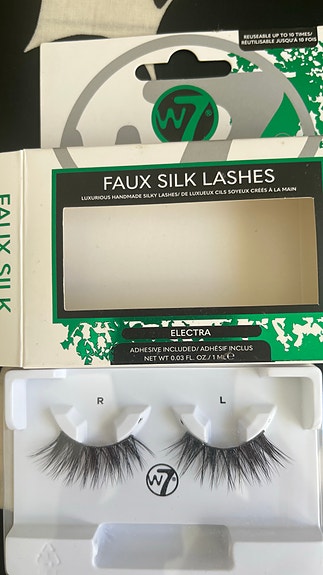 REUSEABLE UP TO 10 TIMES/
RÉUTILISABLE JUSQU'À 10 FOIS
W7
FAUX SILK LASHES
LUXURIOUS HANDMADE SILKY LASHES/ DE LUXUEUX CILS SOYEUX CRÉÉS À LA MAIN
FAUX SILK
ELECTRA
ADHESIVE INCLUDED/ ADHÉSIF INCLUS
NET WT 0.03 FL. OZ/ 1 ML℮
R
L
W7